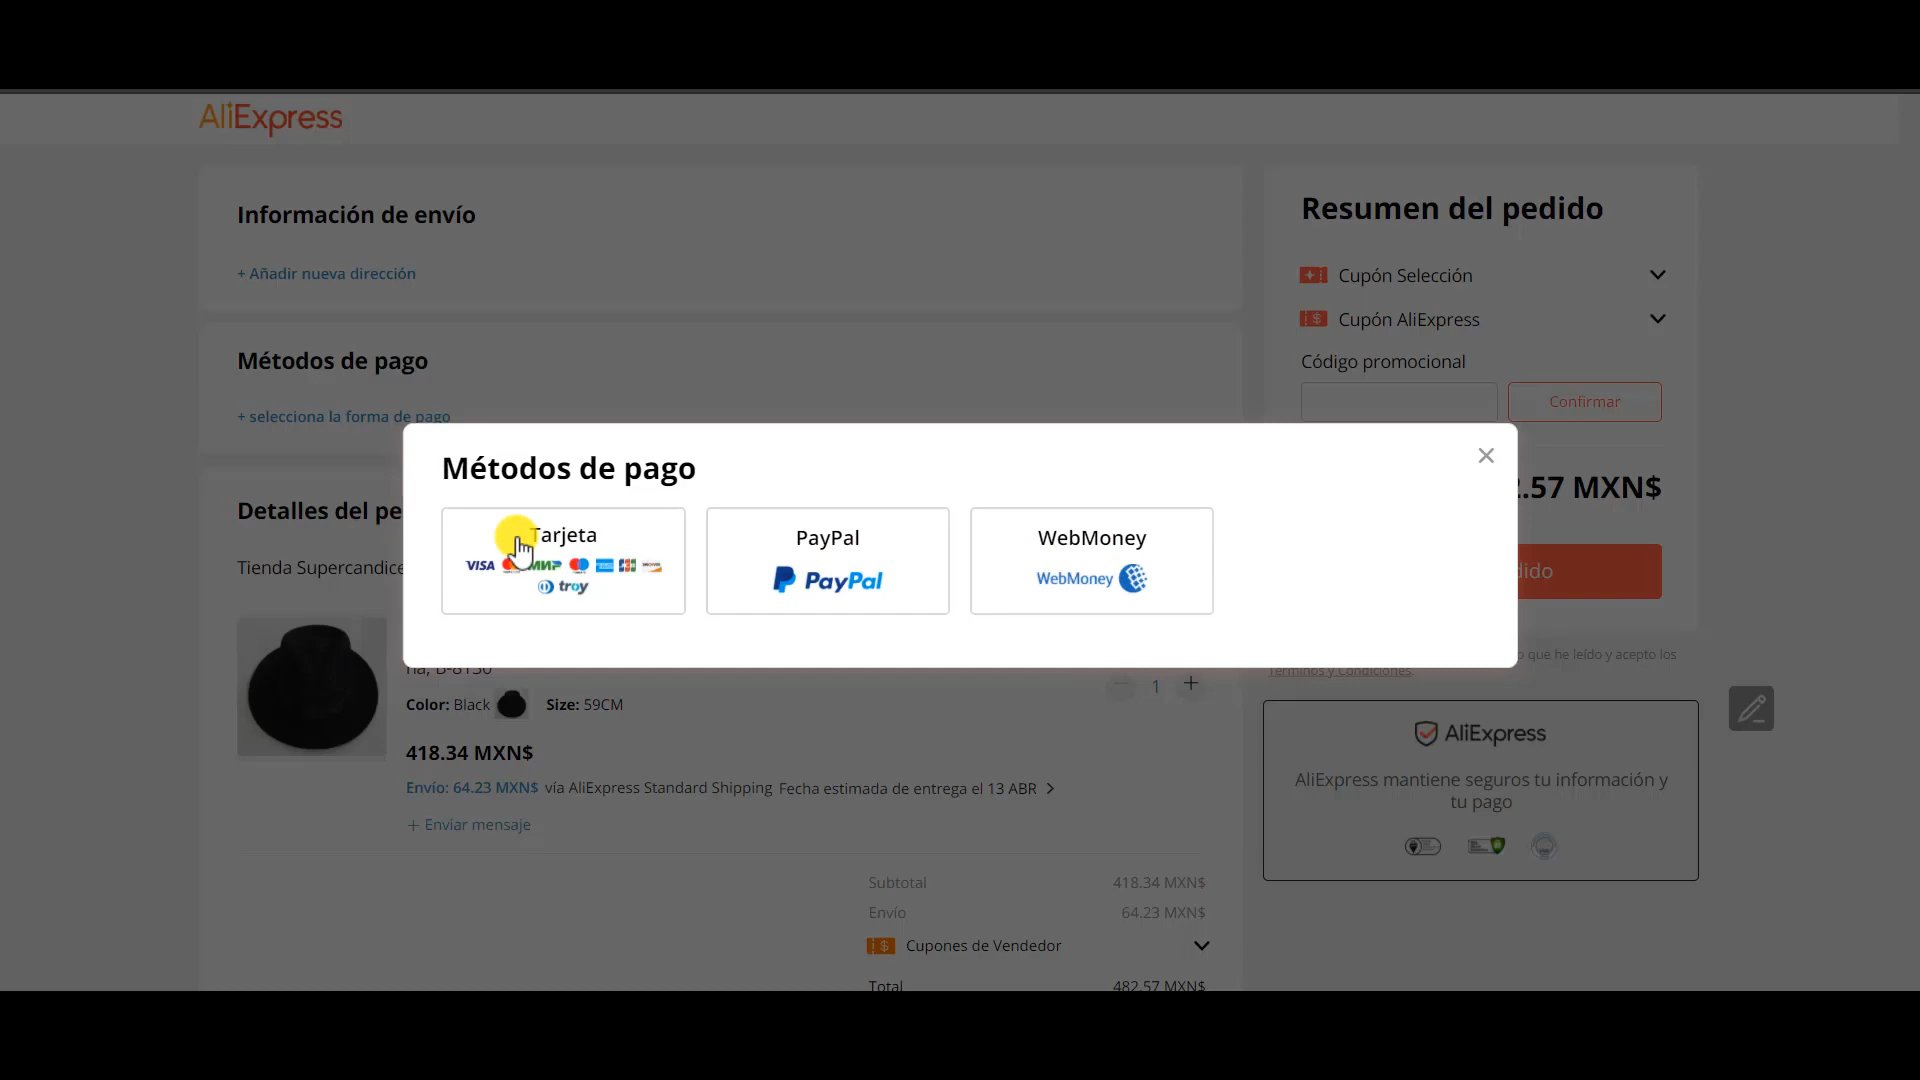 AliExpress
Información de envío
+ Añadir nueva dirección
Métodos de pago
+ selecciona la forma de pago
Resumen del pedido
Cupón Selección
Cupón AliExpress
Código promocional
Confirmar
.57 MXN$
Métodos de pago
Tarjeta
VISA МИР
troy
PayPal
PayPal
WebMoney
WebMoney
Detalles del pe
Tienda Supercandice
na, B-8150
Color: Black Size: 59CM
1
418.34 MXN$
Envío: 64.23 MXN$ vía AliExpress Standard Shipping Fecha estimada de entrega el 13 ABR
+ Enviar mensaje
Subtotal 418.34 MXN$
Envío 64.23 MXN$
Cupones de Vendedor
Total 482.57 MXN$
dido
o que he leído y acepto los
Términos y Condiciones.
AliExpress
AliExpress mantiene seguros tu información y
tu pago